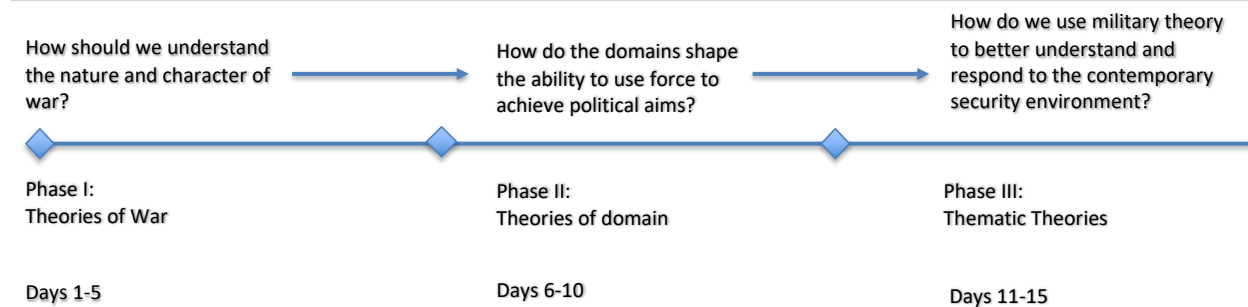 How should we understand
the nature and character of
war?
How do the domains shape
the ability to use force to
achieve political aims?
How do we use military theory
to better understand and
respond to the contemporary
security environment?
Phase I:
Theories of War
Phase II:
Theories of domain
Phase III:
Thematic Theories
Days 1-5
Days 6-10
Days 11-15